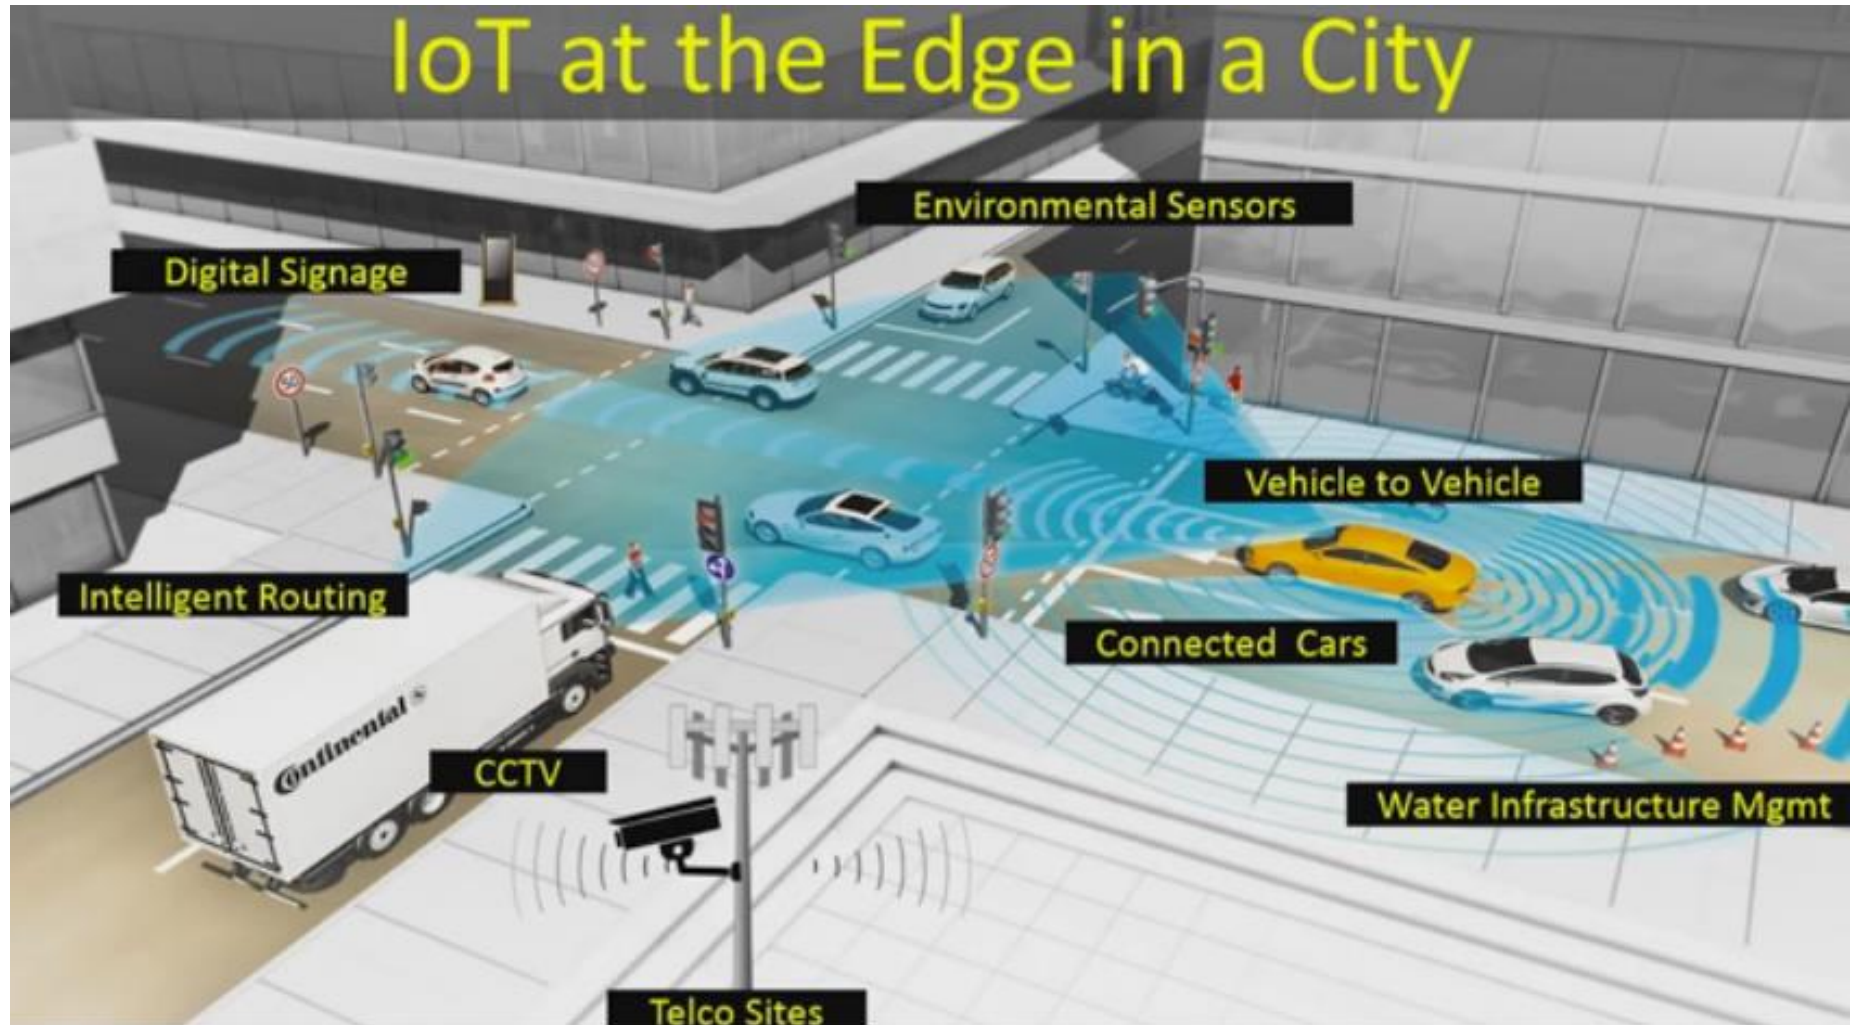 IoT at the Edge in a City
Environmental Sensors
Digital Signage
Vehicle to Vehicle
Intelligent Routing
Connected Cars
Continental
CCTV
Water Infrastructure Mgmt
Telco Sites